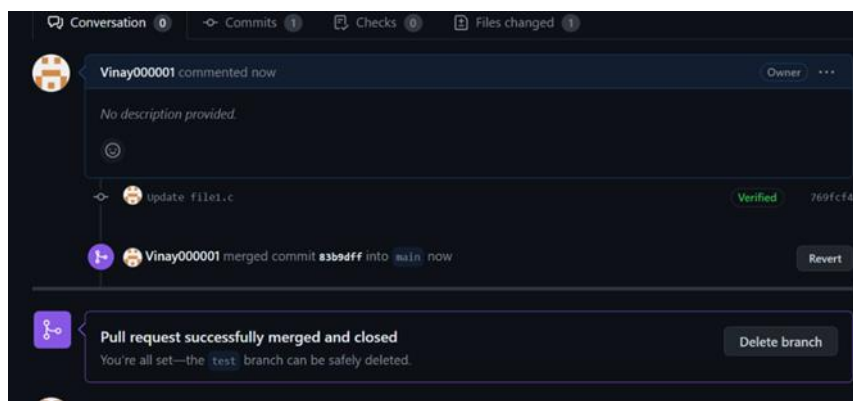 Conversation 0 Commits 1 Checks 0 Files changed 1
Vinay000001 commented now Owner ...
No description provided.
Update file1.c Verified 769fcf4
Vinay000001 merged commit 83b9dff into main now Revert
Pull request successfully merged and closed
You're all set—the test branch can be safely deleted. Delete branch